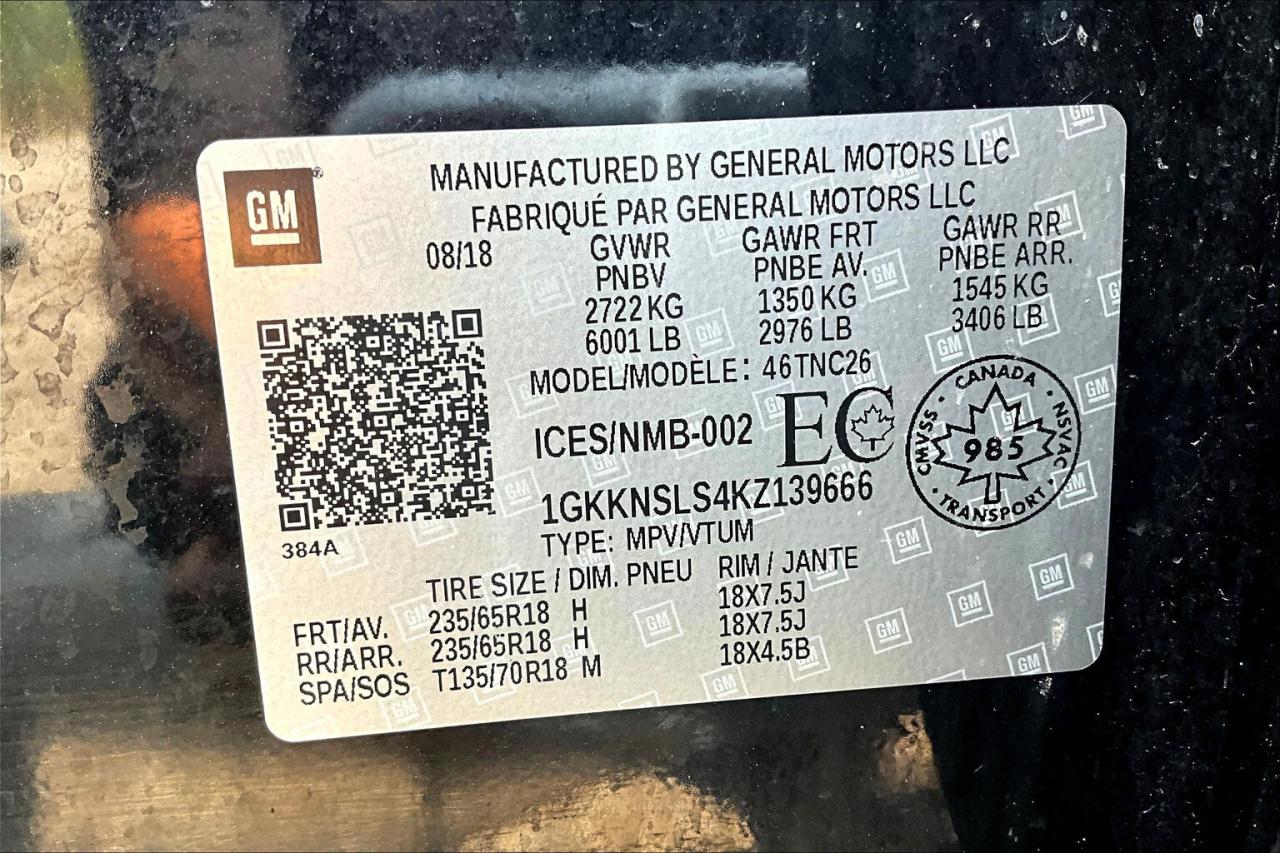 GM®
MANUFACTURED BY GENERAL MOTORS LLC
FABRIQUÉ PAR GENERAL MOTORS LLC
08/18 GVWR GAWR FRT GAWR RR
PNBV PNBE AV. PNBE ARR.
2722 KG 1350 KG 1545 KG
6001 LB 2976 LB 3406 LB
MODEL/MODÈLE: 46TNC26
ICES/NMB-002 EC
CANADA
CMVSS 985 NSVAC
TRANSPORT
1GKKNSLS4KZ139666
384A TYPE: MPV/VTUM
TIRE SIZE / DIM. PNEU RIM / JANTE
FRT/AV. 235/65R18 H 18X7.5J
RR/ARR. 235/65R18 H 18X7.5J
SPA/SOS T135/70R18 M 18X4.5B